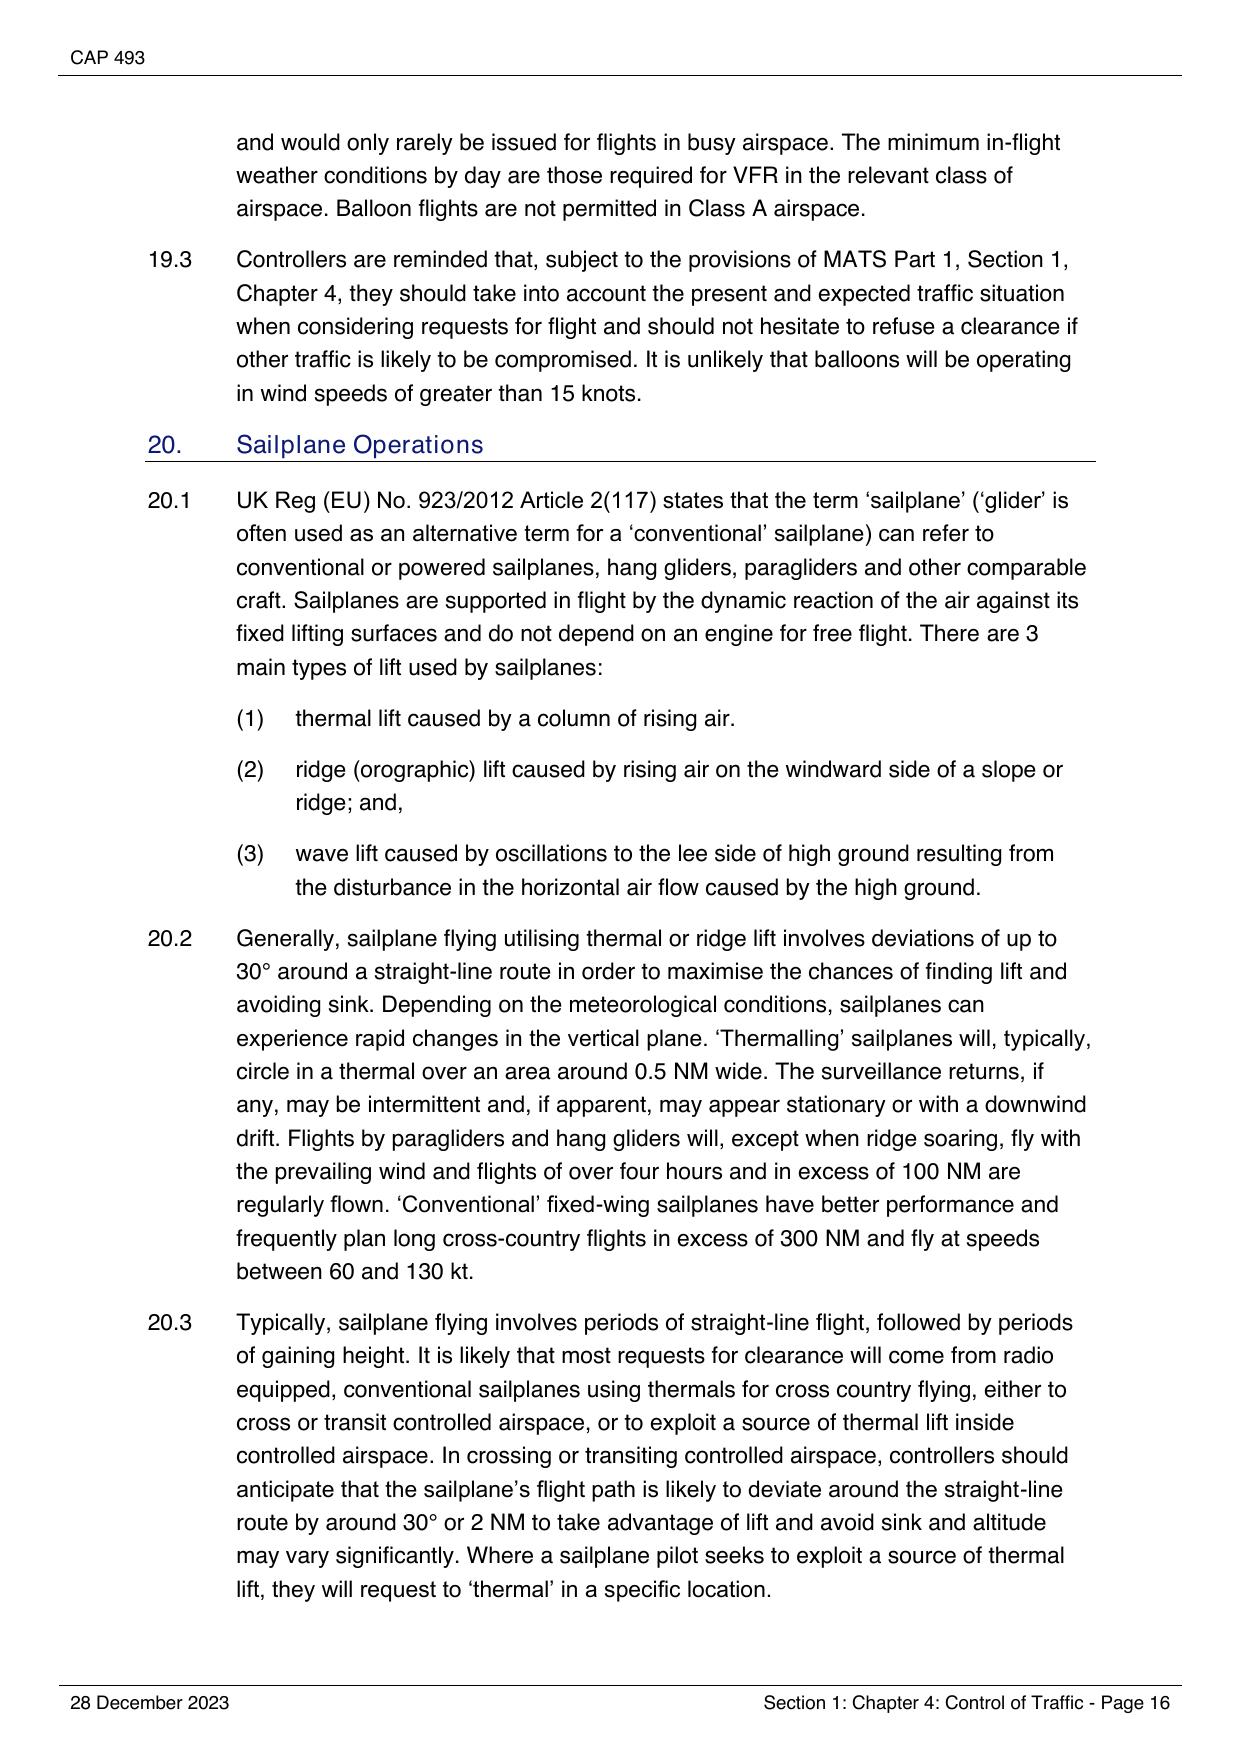 CAP 493
and would only rarely be issued for flights in busy airspace. The minimum in-flight
weather conditions by day are those required for VFR in the relevant class of
airspace. Balloon flights are not permitted in Class A airspace.
19.3 Controllers are reminded that, subject to the provisions of MATS Part 1, Section 1,
Chapter 4, they should take into account the present and expected traffic situation
when considering requests for flight and should not hesitate to refuse a clearance if
other traffic is likely to be compromised. It is unlikely that balloons will be operating
in wind speeds of greater than 15 knots.
20. Sailplane Operations
20.1 UK Reg (EU) No. 923/2012 Article 2(117) states that the term ‘sailplane’ (‘glider’ is
often used as an alternative term for a ‘conventional’ sailplane) can refer to
conventional or powered sailplanes, hang gliders, paragliders and other comparable
craft. Sailplanes are supported in flight by the dynamic reaction of the air against its
fixed lifting surfaces and do not depend on an engine for free flight. There are 3
main types of lift used by sailplanes:
(1) thermal lift caused by a column of rising air.
(2) ridge (orographic) lift caused by rising air on the windward side of a slope or
ridge; and,
(3) wave lift caused by oscillations to the lee side of high ground resulting from
the disturbance in the horizontal air flow caused by the high ground.
20.2 Generally, sailplane flying utilising thermal or ridge lift involves deviations of up to
30° around a straight-line route in order to maximise the chances of finding lift and
avoiding sink. Depending on the meteorological conditions, sailplanes can
experience rapid changes in the vertical plane. ‘Thermalling’ sailplanes will, typically,
circle in a thermal over an area around 0.5 NM wide. The surveillance returns, if
any, may be intermittent and, if apparent, may appear stationary or with a downwind
drift. Flights by paragliders and hang gliders will, except when ridge soaring, fly with
the prevailing wind and flights of over four hours and in excess of 100 NM are
regularly flown. ‘Conventional’ fixed-wing sailplanes have better performance and
frequently plan long cross-country flights in excess of 300 NM and fly at speeds
between 60 and 130 kt.
20.3 Typically, sailplane flying involves periods of straight-line flight, followed by periods
of gaining height. It is likely that most requests for clearance will come from radio
equipped, conventional sailplanes using thermals for cross country flying, either to
cross or transit controlled airspace, or to exploit a source of thermal lift inside
controlled airspace. In crossing or transiting controlled airspace, controllers should
anticipate that the sailplane’s flight path is likely to deviate around the straight-line
route by around 30° or 2 NM to take advantage of lift and avoid sink and altitude
may vary significantly. Where a sailplane pilot seeks to exploit a source of thermal
lift, they will request to ‘thermal’ in a specific location.
28 December 2023 Section 1: Chapter 4: Control of Traffic - Page 16